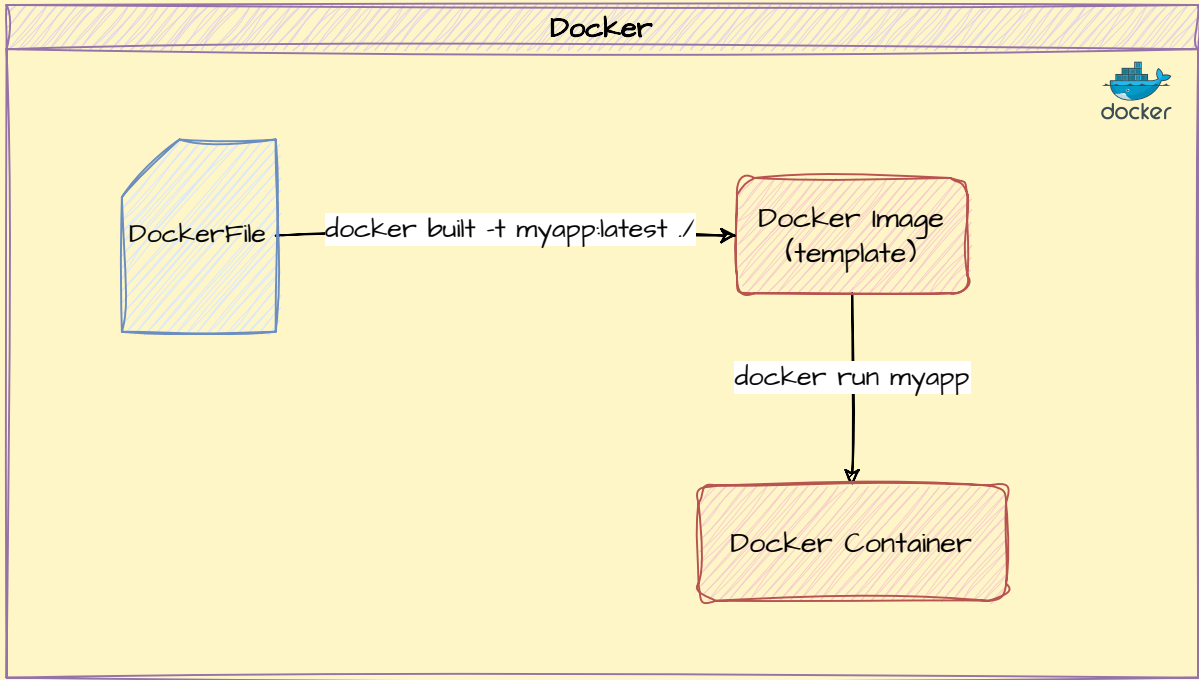 Docker
docker
DockerFile
docker built -t myapp:latest ./
Docker Image
(template)
docker run myapp
Docker Container